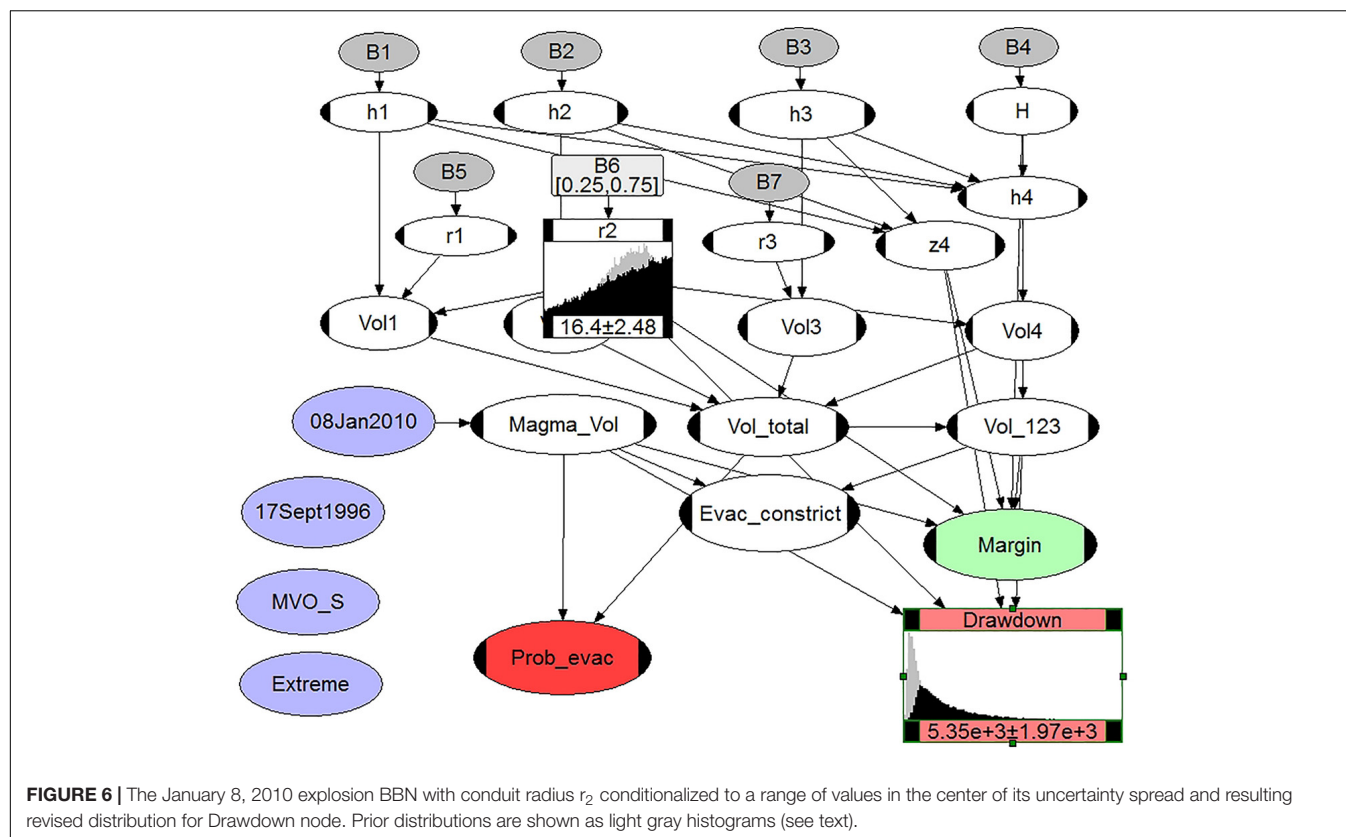 B1
B2
B3
B4
h1
h2
h3
H
B5
B6
[0.25,0.75]
B7
h4
r1
r2
r3
z4
16.4±2.48
Vol1
Vol3
Vol4
08Jan2010
Magma_Vol
Vol_total
Vol_123
17Sept1996
Evac_constrict
Margin
MVO_S
Drawdown
Prob_evac
Extreme
5.35e+3±1.97e+3
FIGURE 6 | The January 8, 2010 explosion BBN with conduit radius r₂ conditionalized to a range of values in the center of its uncertainty spread and resulting
revised distribution for Drawdown node. Prior distributions are shown as light gray histograms (see text).